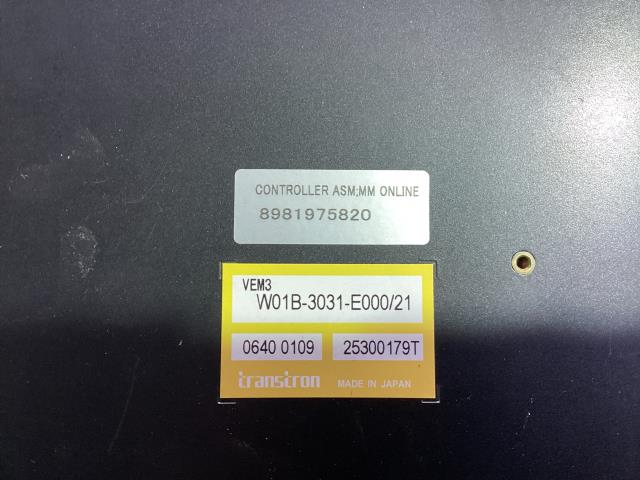 CONTROLLER ASM;MM ONLINE
8981975820
VEM3
W01B-3031-E000/21
0640 0109 25300179T
transtron MADE IN JAPAN